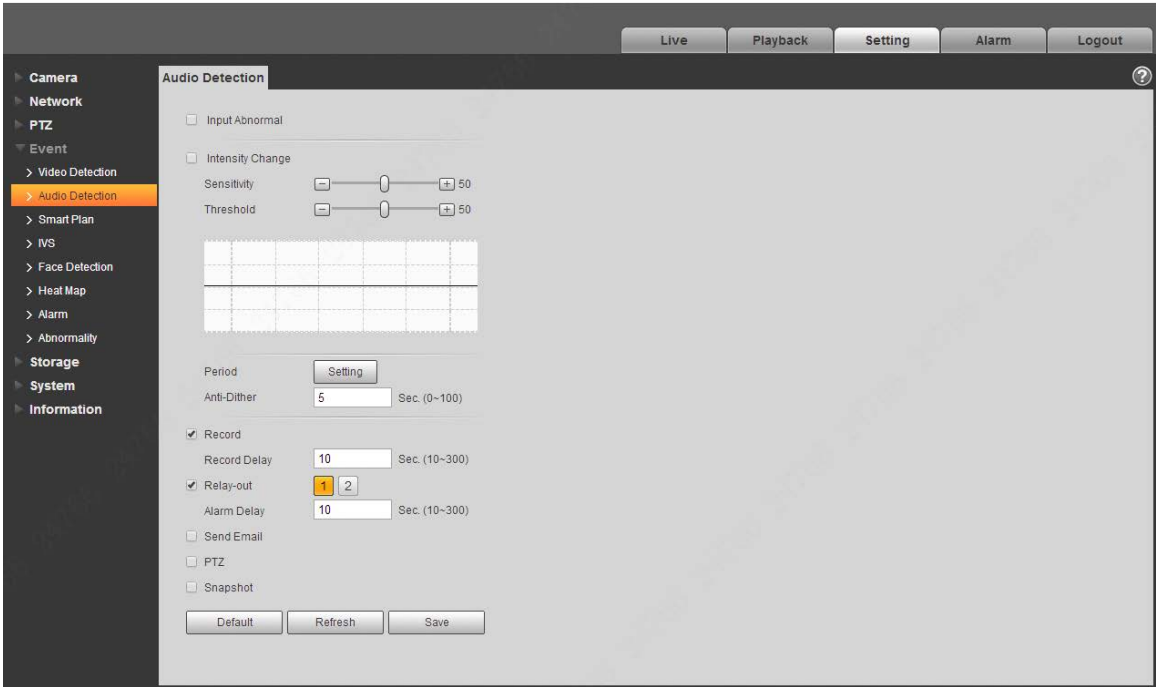 Live Playback Setting Alarm Logout
Camera
Network
PTZ
Event
Video Detection
Audio Detection
Smart Plan
IVS
Face Detection
Heat Map
Alarm
Abnormality
Storage
System
Information
Audio Detection
?
Input Abnormal
Intensity Change
Sensitivity 50
Threshold 50
Period Setting
Anti-Dither 5 Sec. (0~100)
Record
Record Delay 10 Sec. (10~300)
Relay-out 1 2
Alarm Delay 10 Sec. (10~300)
Send Email
PTZ
Snapshot
Default Refresh Save